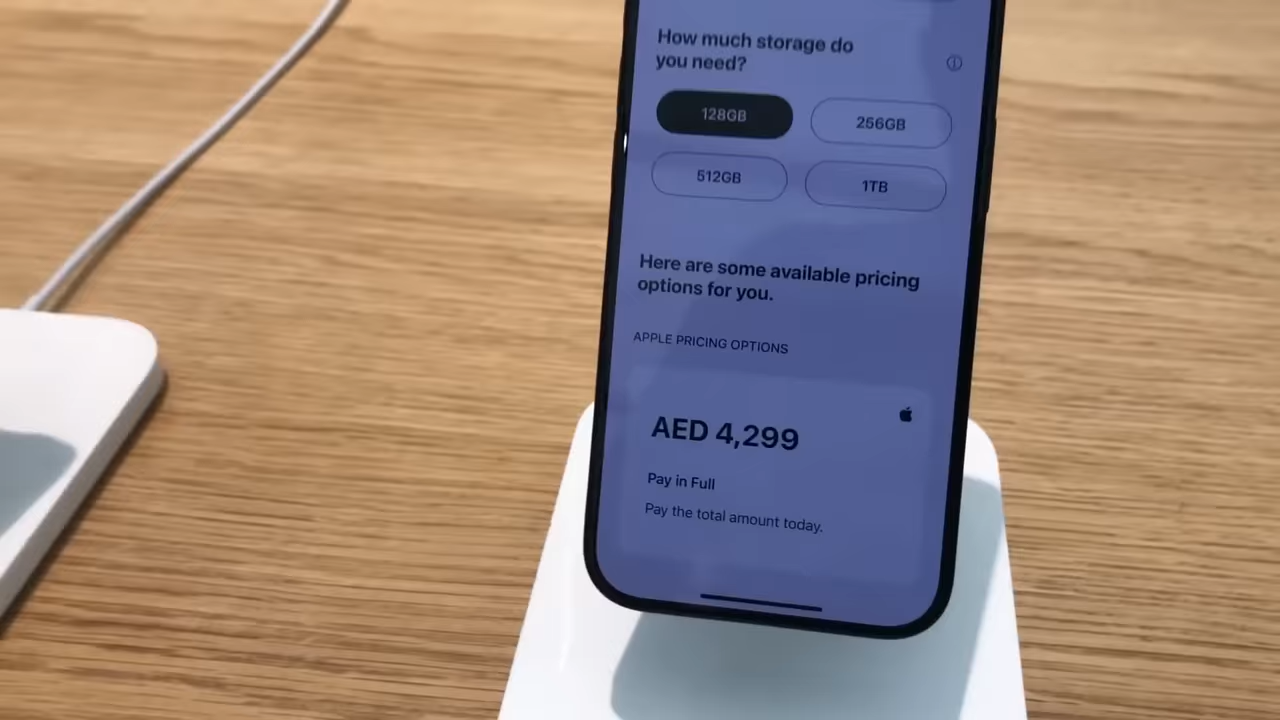 How much storage do
you need?
128GB
256GB
512GB
1TB
Here are some available pricing
options for you.
APPLE PRICING OPTIONS
AED 4,299
Pay in Full
Pay the total amount today.